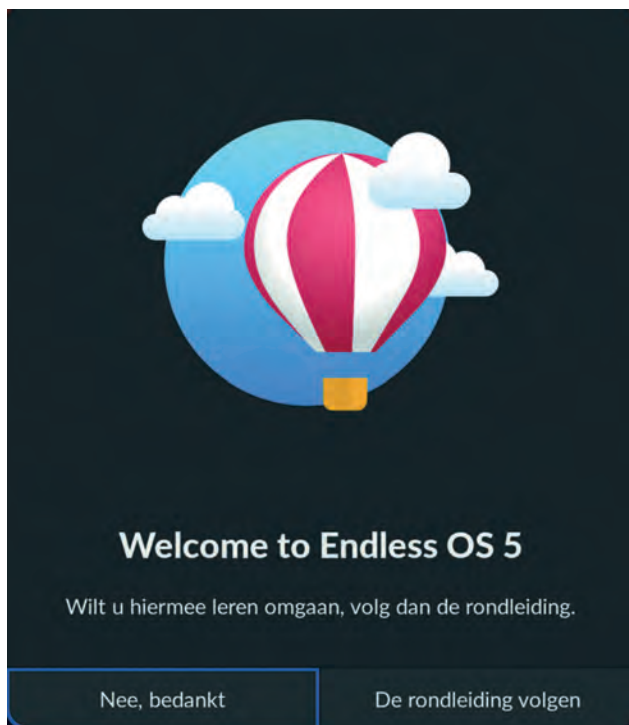 Welcome to Endless OS 5
Wilt u hiermee leren omgaan, volg dan de rondleiding.
Nee, bedankt
De rondleiding volgen